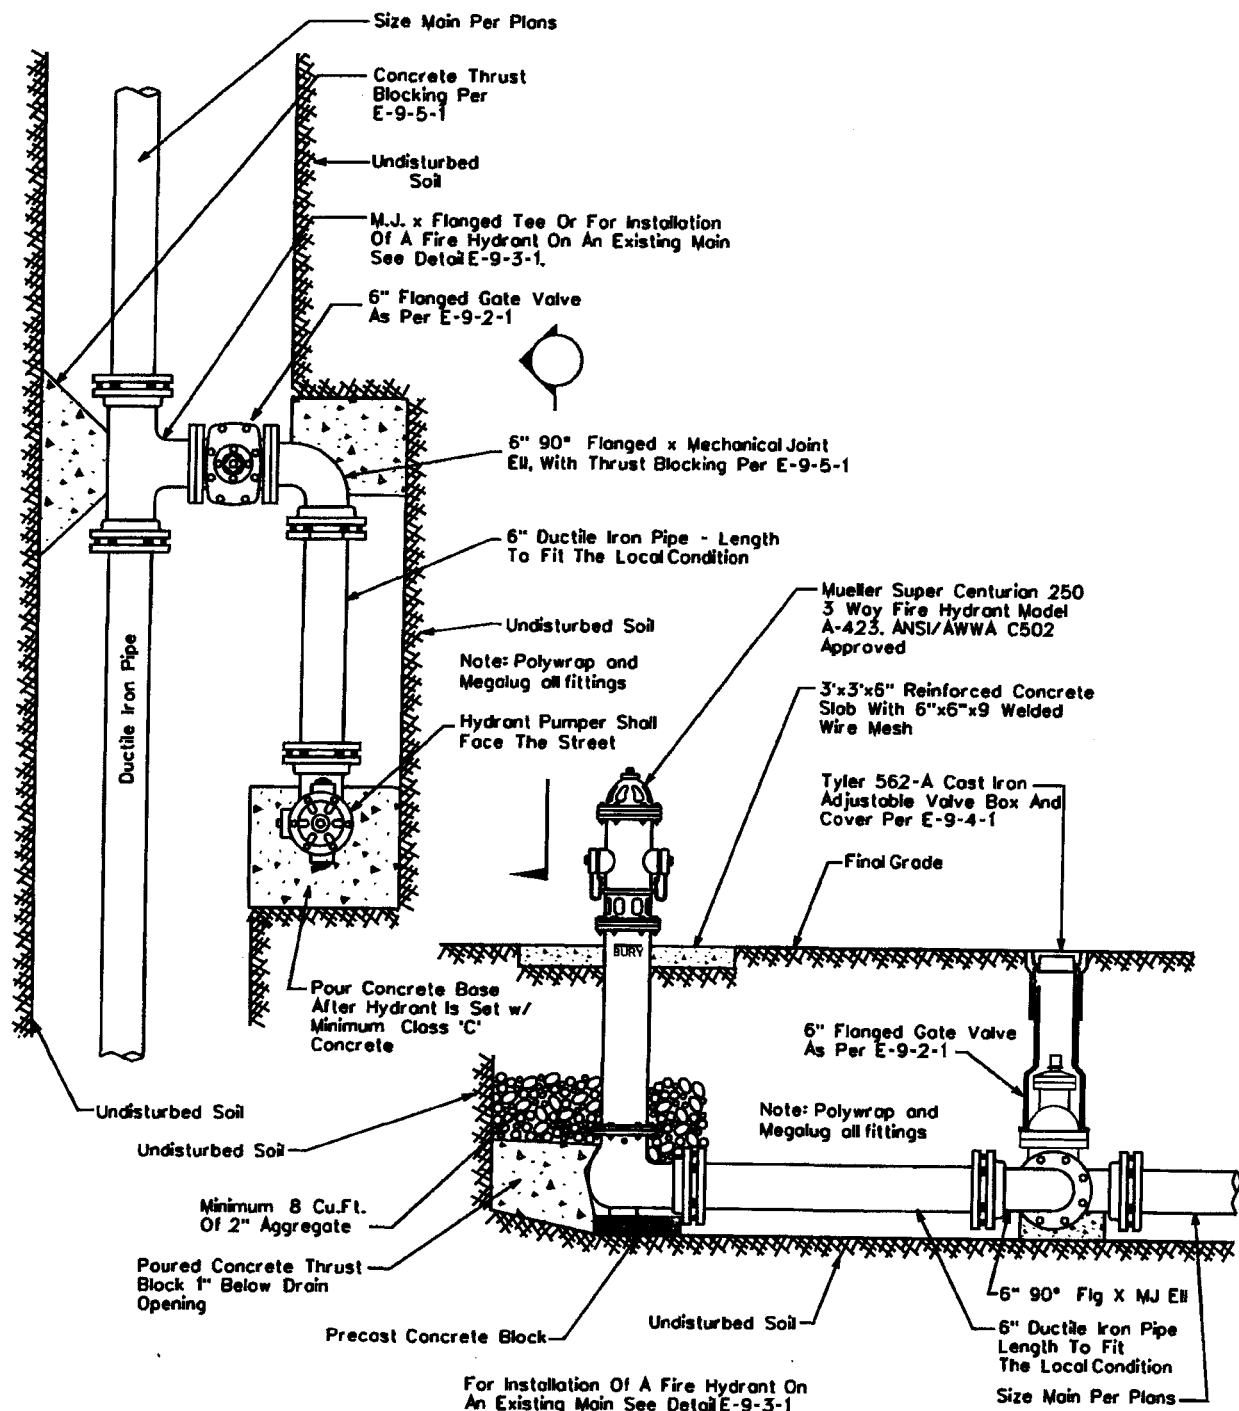 Size Main Per Plans
Concrete Thrust
Blocking Per
E-9-5-1
Undisturbed
Soil
M.J. x Flanged Tee Or For Installation
Of A Fire Hydrant On An Existing Main
See Detail E-9-3-1.
6" Flanged Gate Valve
As Per E-9-2-1
6" 90° Flanged x Mechanical Joint
Ell, With Thrust Blocking Per E-9-5-1
6" Ductile Iron Pipe - Length
To Fit The Local Condition
Undisturbed Soil
Note: Polywrap and
Megalug all fittings
Hydrant Pumper Shall
Face The Street
Ductile Iron Pipe
Mueller Super Centurian 250
3 Way Fire Hydrant Model
A-423. ANSI/AWWA C502
Approved
3'x3'x6" Reinforced Concrete
Slab With 6"x6"x9 Welded
Wire Mesh
Tyler 562-A Cast Iron
Adjustable Valve Box And
Cover Per E-9-4-1
Final Grade
BURY
Pour Concrete Base
After Hydrant Is Set w/
Minimum Class 'C'
Concrete
6" Flanged Gate Valve
As Per E-9-2-1
Undisturbed Soil
Undisturbed Soil
Note: Polywrap and
Megalug all fittings
Minimum 8 Cu.Ft.
Of 2" Aggregate
Poured Concrete Thrust
Block 1" Below Drain
Opening
Precast Concrete Block
Undisturbed Soil
6" 90° Flg X MJ Ell
6" Ductile Iron Pipe
Length To Fit
The Local Condition
Size Main Per Plans
For Installation Of A Fire Hydrant On
An Existing Main See Detail E-9-3-1